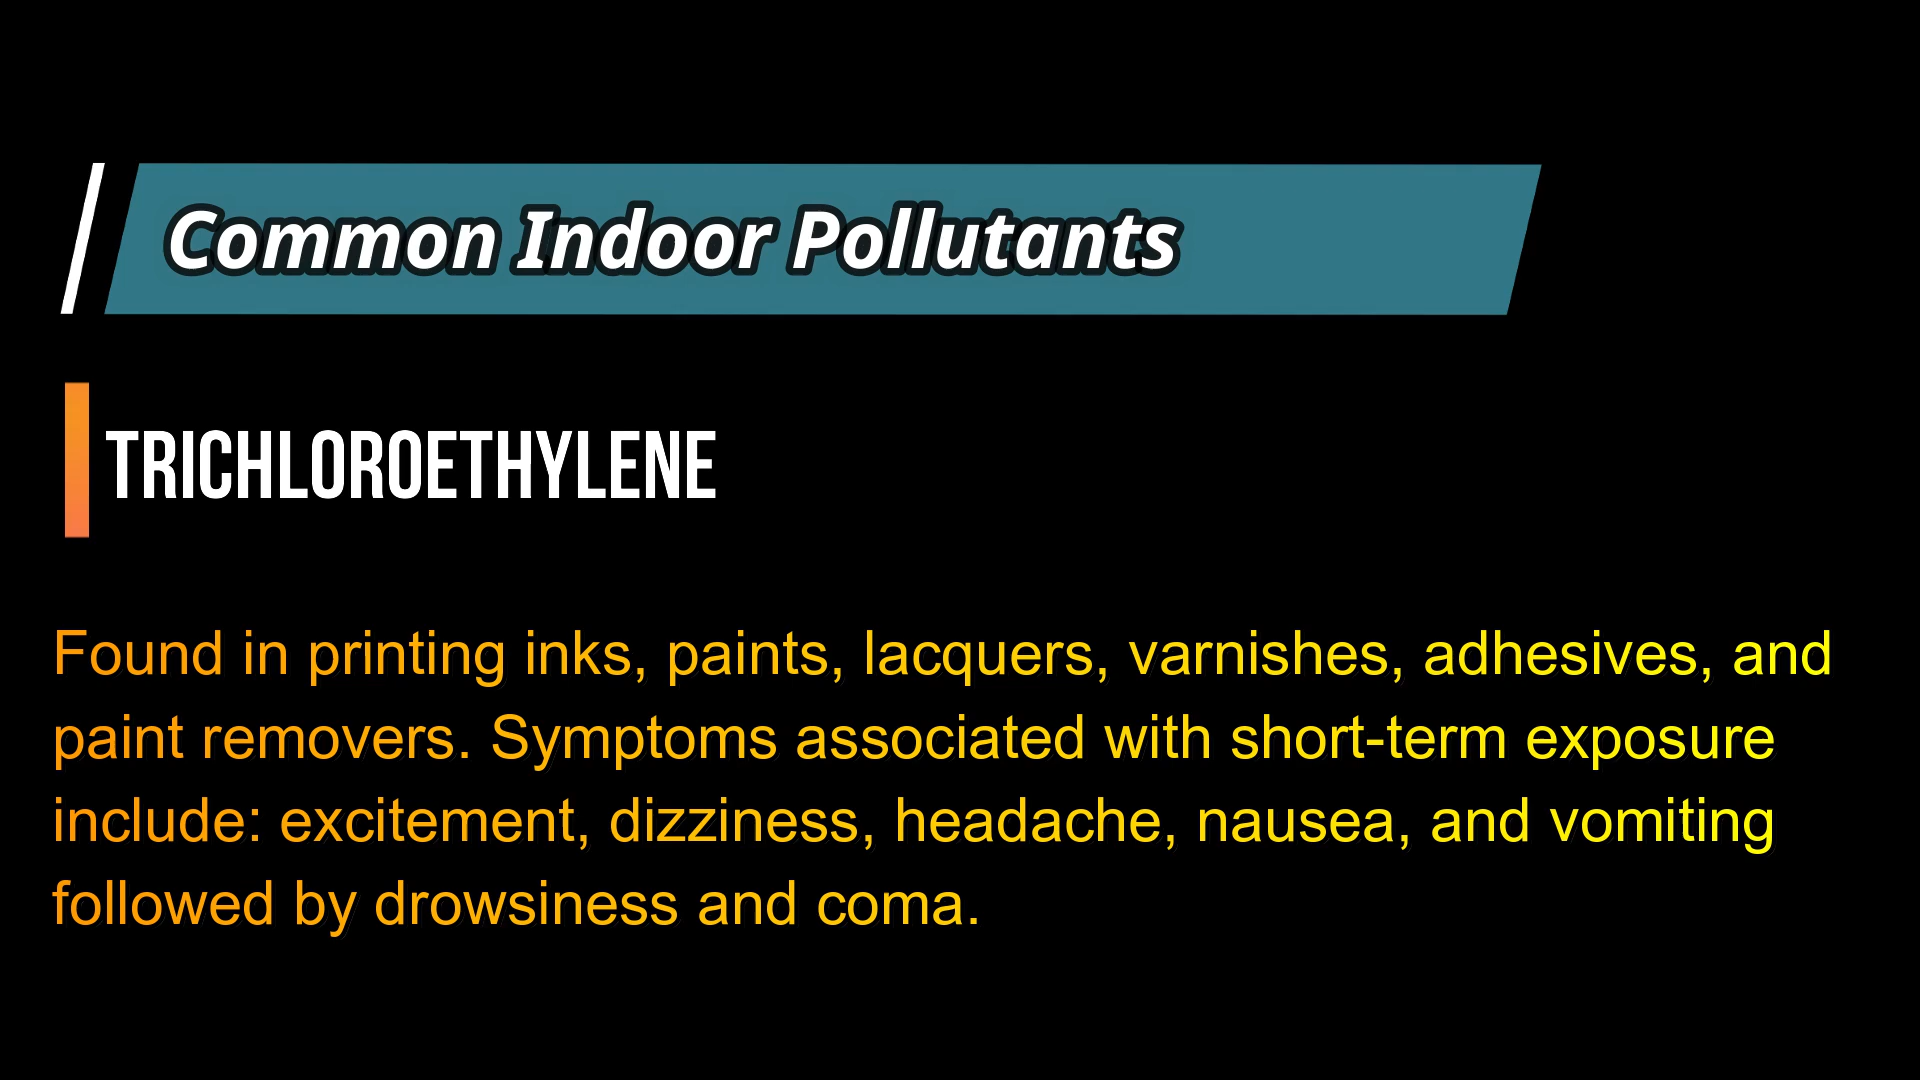 Common Indoor Pollutants
TRICHLOROETHYLENE
Found in printing inks, paints, lacquers, varnishes, adhesives, and
paint removers. Symptoms associated with short-term exposure
include: excitement, dizziness, headache, nausea, and vomiting
followed by drowsiness and coma.